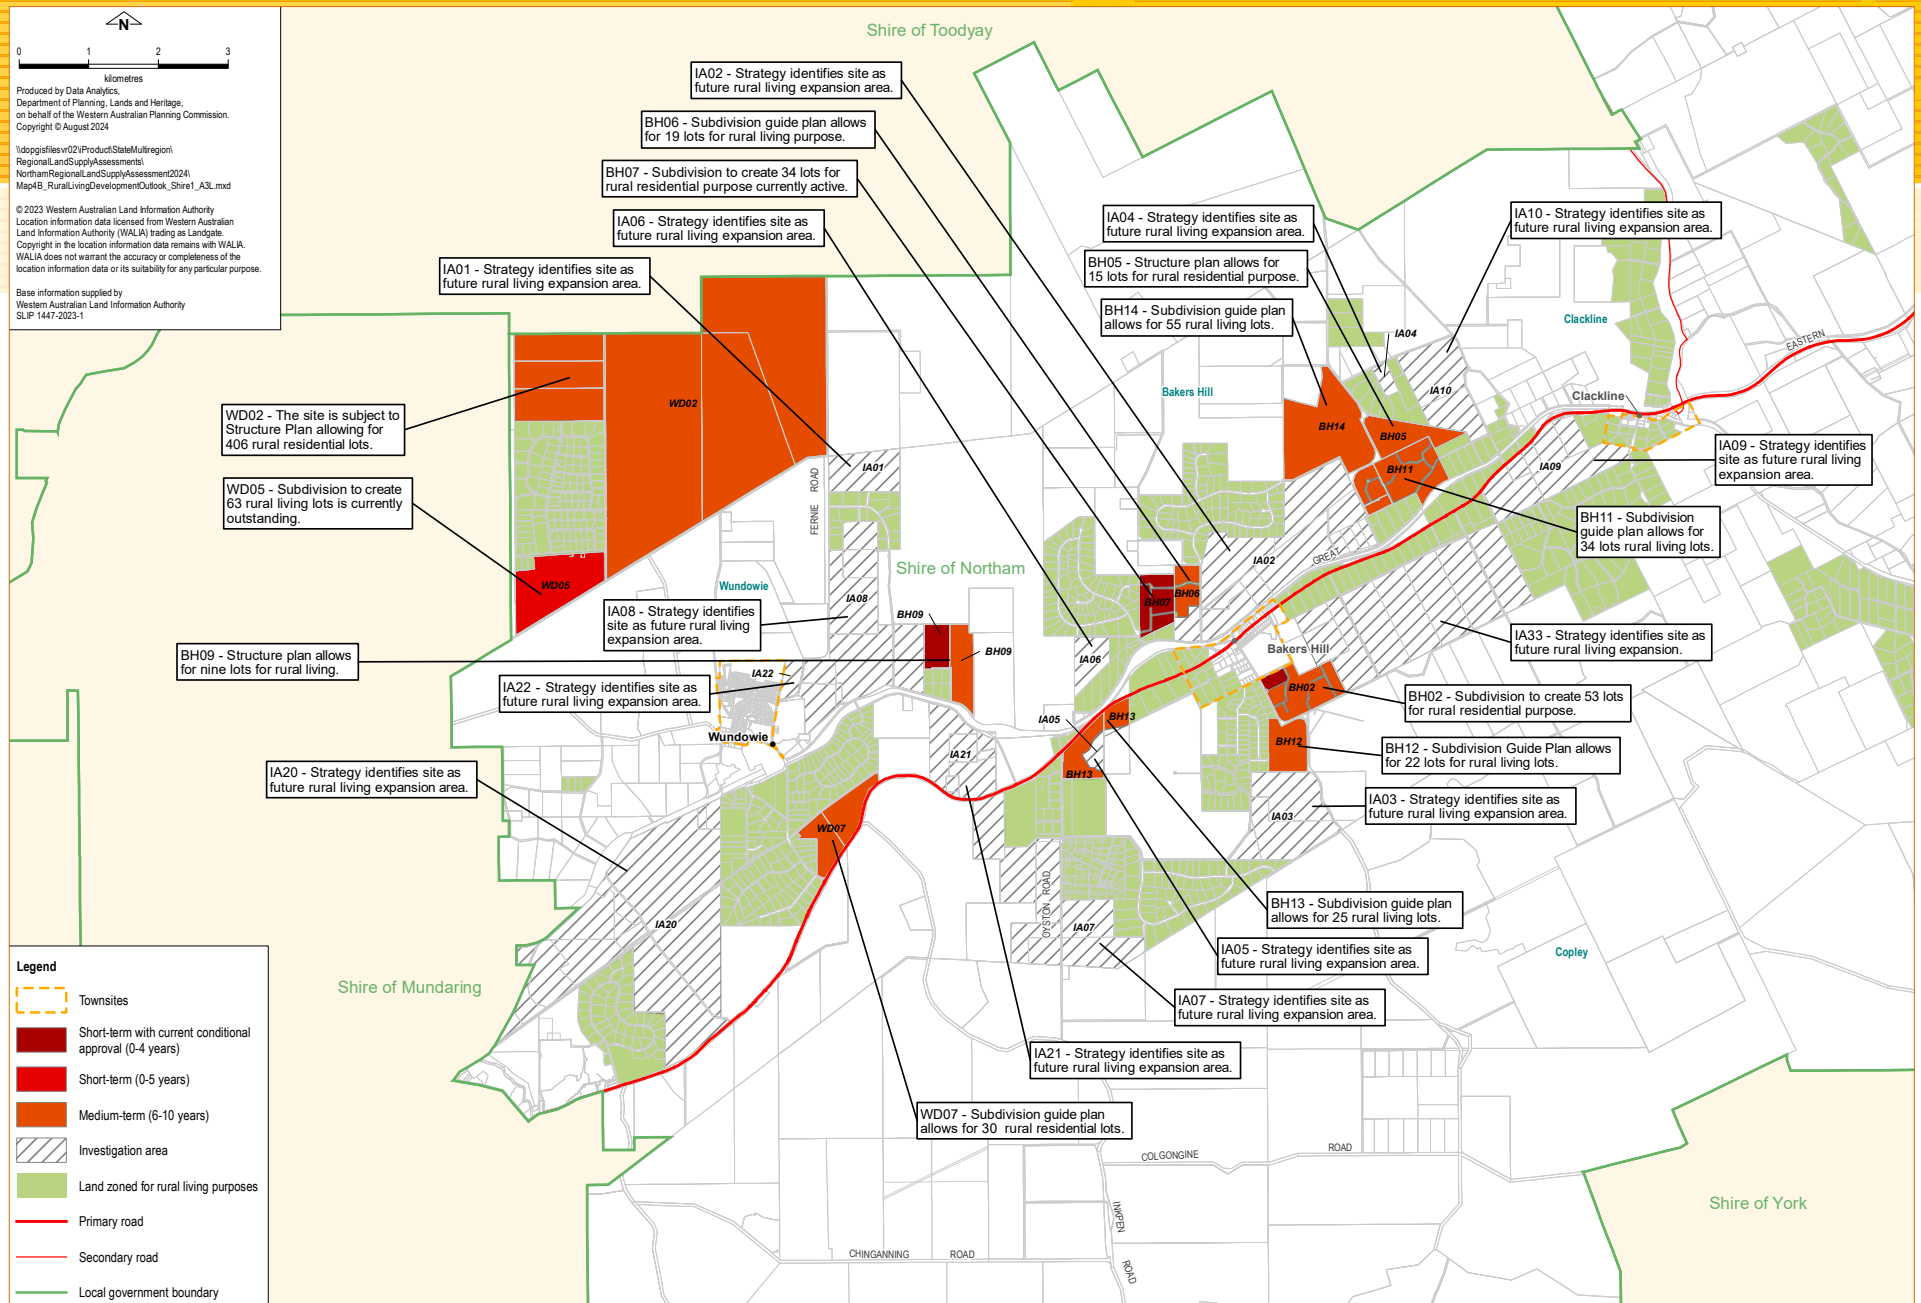 N
0 1 2 3
kilometres
Produced by Data Analytics,
Department of Planning, Lands and Heritage,
on behalf of the Western Australian Planning Commission.
Copyright © August 2024
\\dopgisfilesvr02\iProduct\StateMultiregion\
RegionalLandSupplyAssessments\
NorthamRegionalLandSupplyAssessment2024\
Map4B_RuralLivingDevelopmentOutlook_Shire1_A3L.mxd
© 2023 Western Australian Land Information Authority
Location information data licensed from Western Australian
Land Information Authority (WALIA) trading as Landgate.
Copyright in the location information data remains with WALIA.
WALIA does not warrant the accuracy or completeness of the
location information data or its suitability for any particular purpose.
Base information supplied by
Western Australian Land Information Authority
SLIP 1447-2023-1
Shire of Toodyay
IA02 - Strategy identifies site as
future rural living expansion area.
BH06 - Subdivision guide plan allows
for 19 lots for rural living purpose.
BH07 - Subdivision to create 34 lots for
rural residential purpose currently active.
IA06 - Strategy identifies site as
future rural living expansion area.
IA01 - Strategy identifies site as
future rural living expansion area.
IA04 - Strategy identifies site as
future rural living expansion area.
BH05 - Structure plan allows for
15 lots for rural residential purpose.
BH14 - Subdivision guide plan
allows for 55 rural living lots.
IA10 - Strategy identifies site as
future rural living expansion area.
Clackline
EASTERN
IA04
IA10
Bakers Hill
Clackline
WD02
WD02 - The site is subject to
Structure Plan allowing for
406 rural residential lots.
BH14
BH05
BH11
IA09
IA09 - Strategy identifies
site as future rural living
expansion area.
IA01
FERNIE ROAD
WD05 - Subdivision to create
63 rural living lots is currently
outstanding.
BH11 - Subdivision
guide plan allows for
34 lots rural living lots.
GREAT
IA02
WD05
Wundowie
Shire of Northam
IA08
BH07
BH06
IA08 - Strategy identifies
site as future rural living
expansion area.
BH09
BH09
IA06
Bakers Hill
IA33 - Strategy identifies site as
future rural living expansion.
BH09 - Structure plan allows
for nine lots for rural living.
IA22
IA22 - Strategy identifies site as
future rural living expansion area.
BH02
BH02 - Subdivision to create 53 lots
for rural residential purpose.
IA05
BH13
Wundowie
IA21
BH12
BH12 - Subdivision Guide Plan allows
for 22 lots for rural living lots.
BH13
IA20 - Strategy identifies site as
future rural living expansion area.
IA03 - Strategy identifies site as
future rural living expansion area.
IA03
WD07
OYSTON ROAD
IA20
IA07
BH13 - Subdivision guide plan
allows for 25 rural living lots.
IA05 - Strategy identifies site as
future rural living expansion area.
Copley
Shire of Mundaring
IA07 - Strategy identifies site as
future rural living expansion area.
IA21 - Strategy identifies site as
future rural living expansion area.
WD07 - Subdivision guide plan
allows for 30 rural residential lots.
COLGONGINE ROAD
INKPEN ROAD
CHINGANNING ROAD
Shire of York
Legend
Townsites
Short-term with current conditional
approval (0-4 years)
Short-term (0-5 years)
Medium-term (6-10 years)
Investigation area
Land zoned for rural living purposes
Primary road
Secondary road
Local government boundary